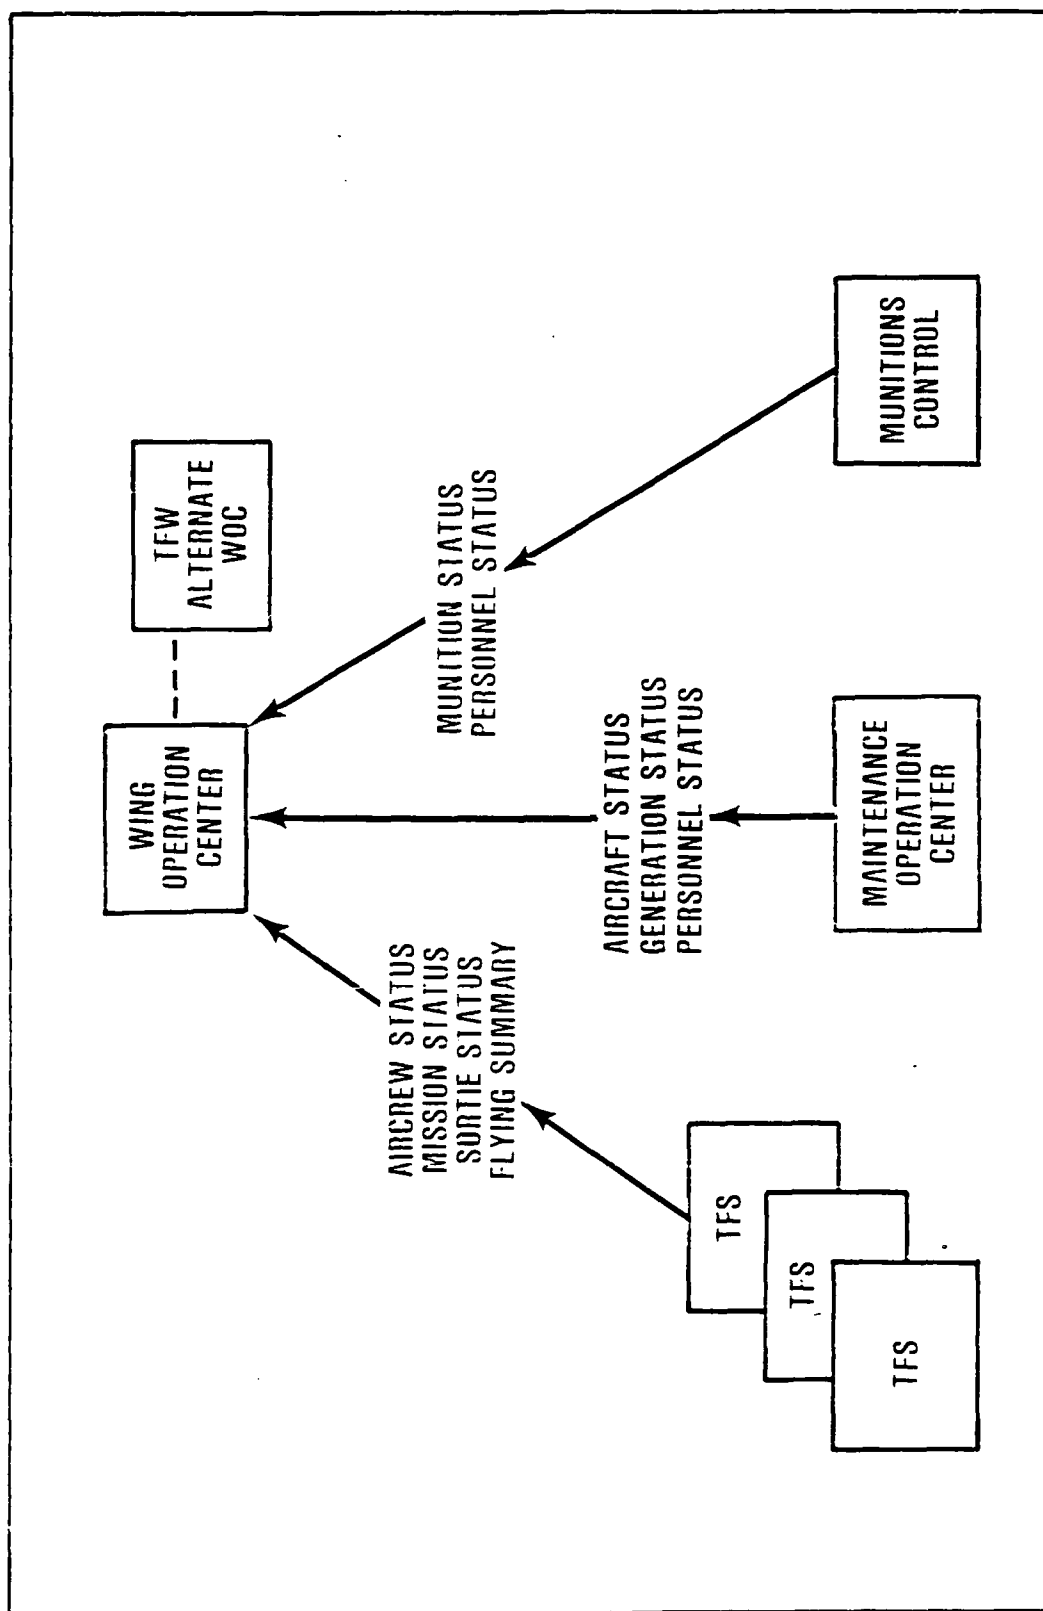 WING
OPERATION
CENTER
TFW
ALTERNATE
WOC
AIRCREW STATUS
MISSION STATUS
SORTIE STATUS
FLYING SUMMARY
MUNITION STATUS
PERSONNEL STATUS
AIRCRAFT STATUS
GENERATION STATUS
PERSONNEL STATUS
TFS
TFS
TFS
MAINTENANCE
OPERATION
CENTER
MUNITIONS
CONTROL